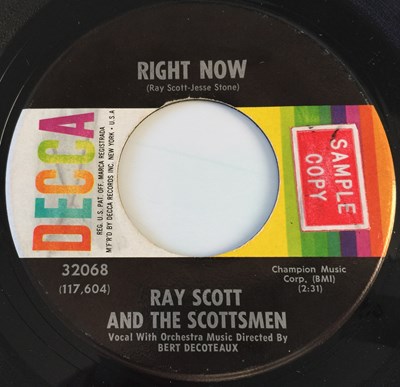 RIGHT NOW
(Ray Scott-Jesse Stone)
DECCA
REG. U.S. PAT. OFF. MARCA REGISTRADA
M'F'R'D BY DECCA RECORDS INC. NEW YORK • U.S.A.
SAMPLE
COPY
32068
(117,604)
Champion Music
Corp. (BMI)
(2:31)
RAY SCOTT
AND THE SCOTTSMEN
Vocal With Orchestra Music Directed By
BERT DECOTEAUX